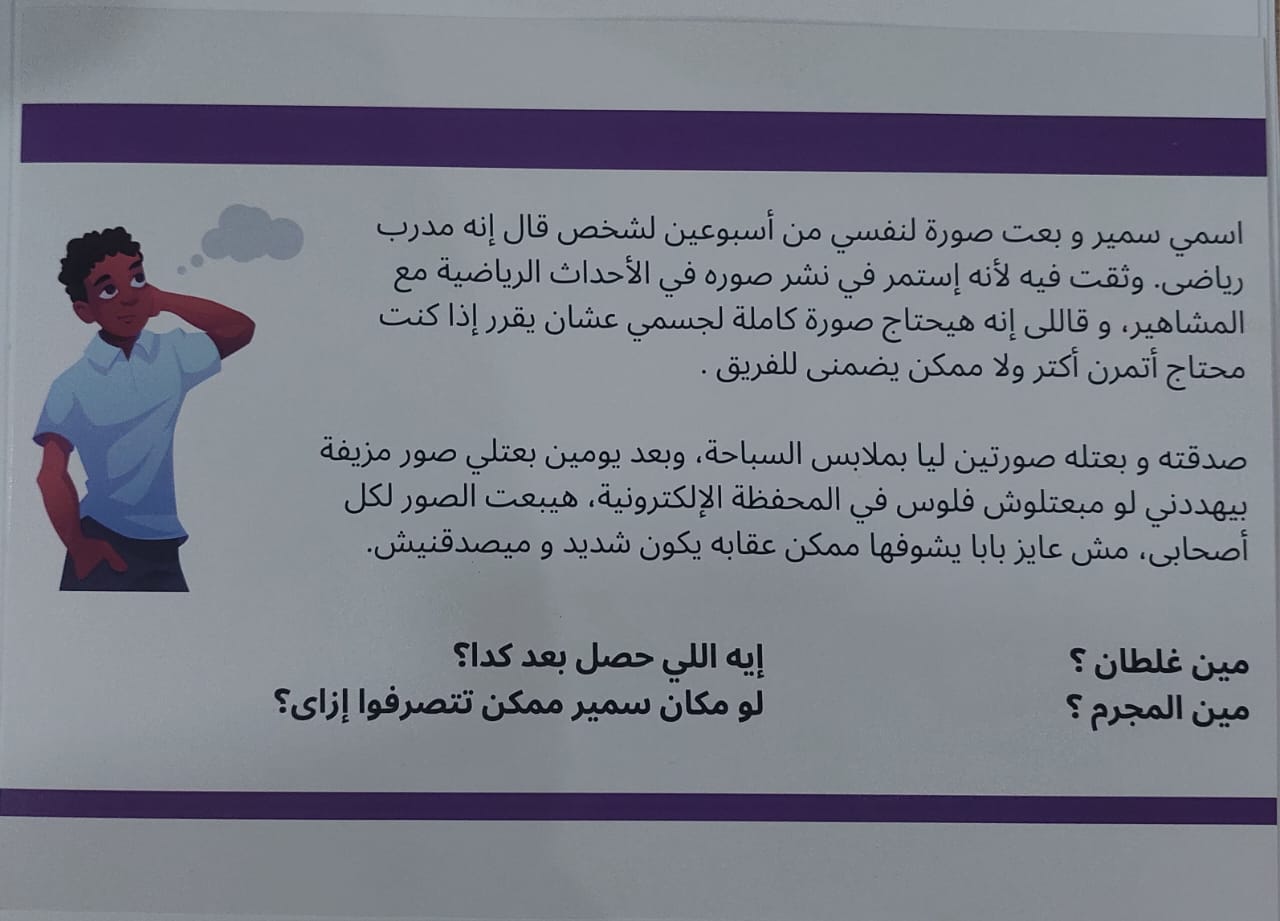 اسمي سمير و بعت صورة لنفسي من أسبوعين لشخص قال إنه مدرب
رياضى. وثقت فيه لأنه إستمر في نشر صوره في الأحداث الرياضية مع
المشاهير، و قاللى إنه هيحتاج صورة كاملة لجسمي عشان يقرر إذا كنت
محتاج أتمرن أكتر ولا ممكن يضمنى للفريق .
صدقته و بعتله صورتين ليا بملابس السباحة، وبعد يومين بعتلي صور مزيفة
بيهددني لو مبعتلوش فلوس في المحفظة الإلكترونية، هيبعت الصور لكل
أصحابى، مش عايز بابا يشوفها ممكن عقابه يكون شديد و ميصدقنيش.
مين غلطان ؟
مين المجرم ؟
إيه اللي حصل بعد كدا؟
لو مكان سمير ممكن تتصرفوا إزاى؟